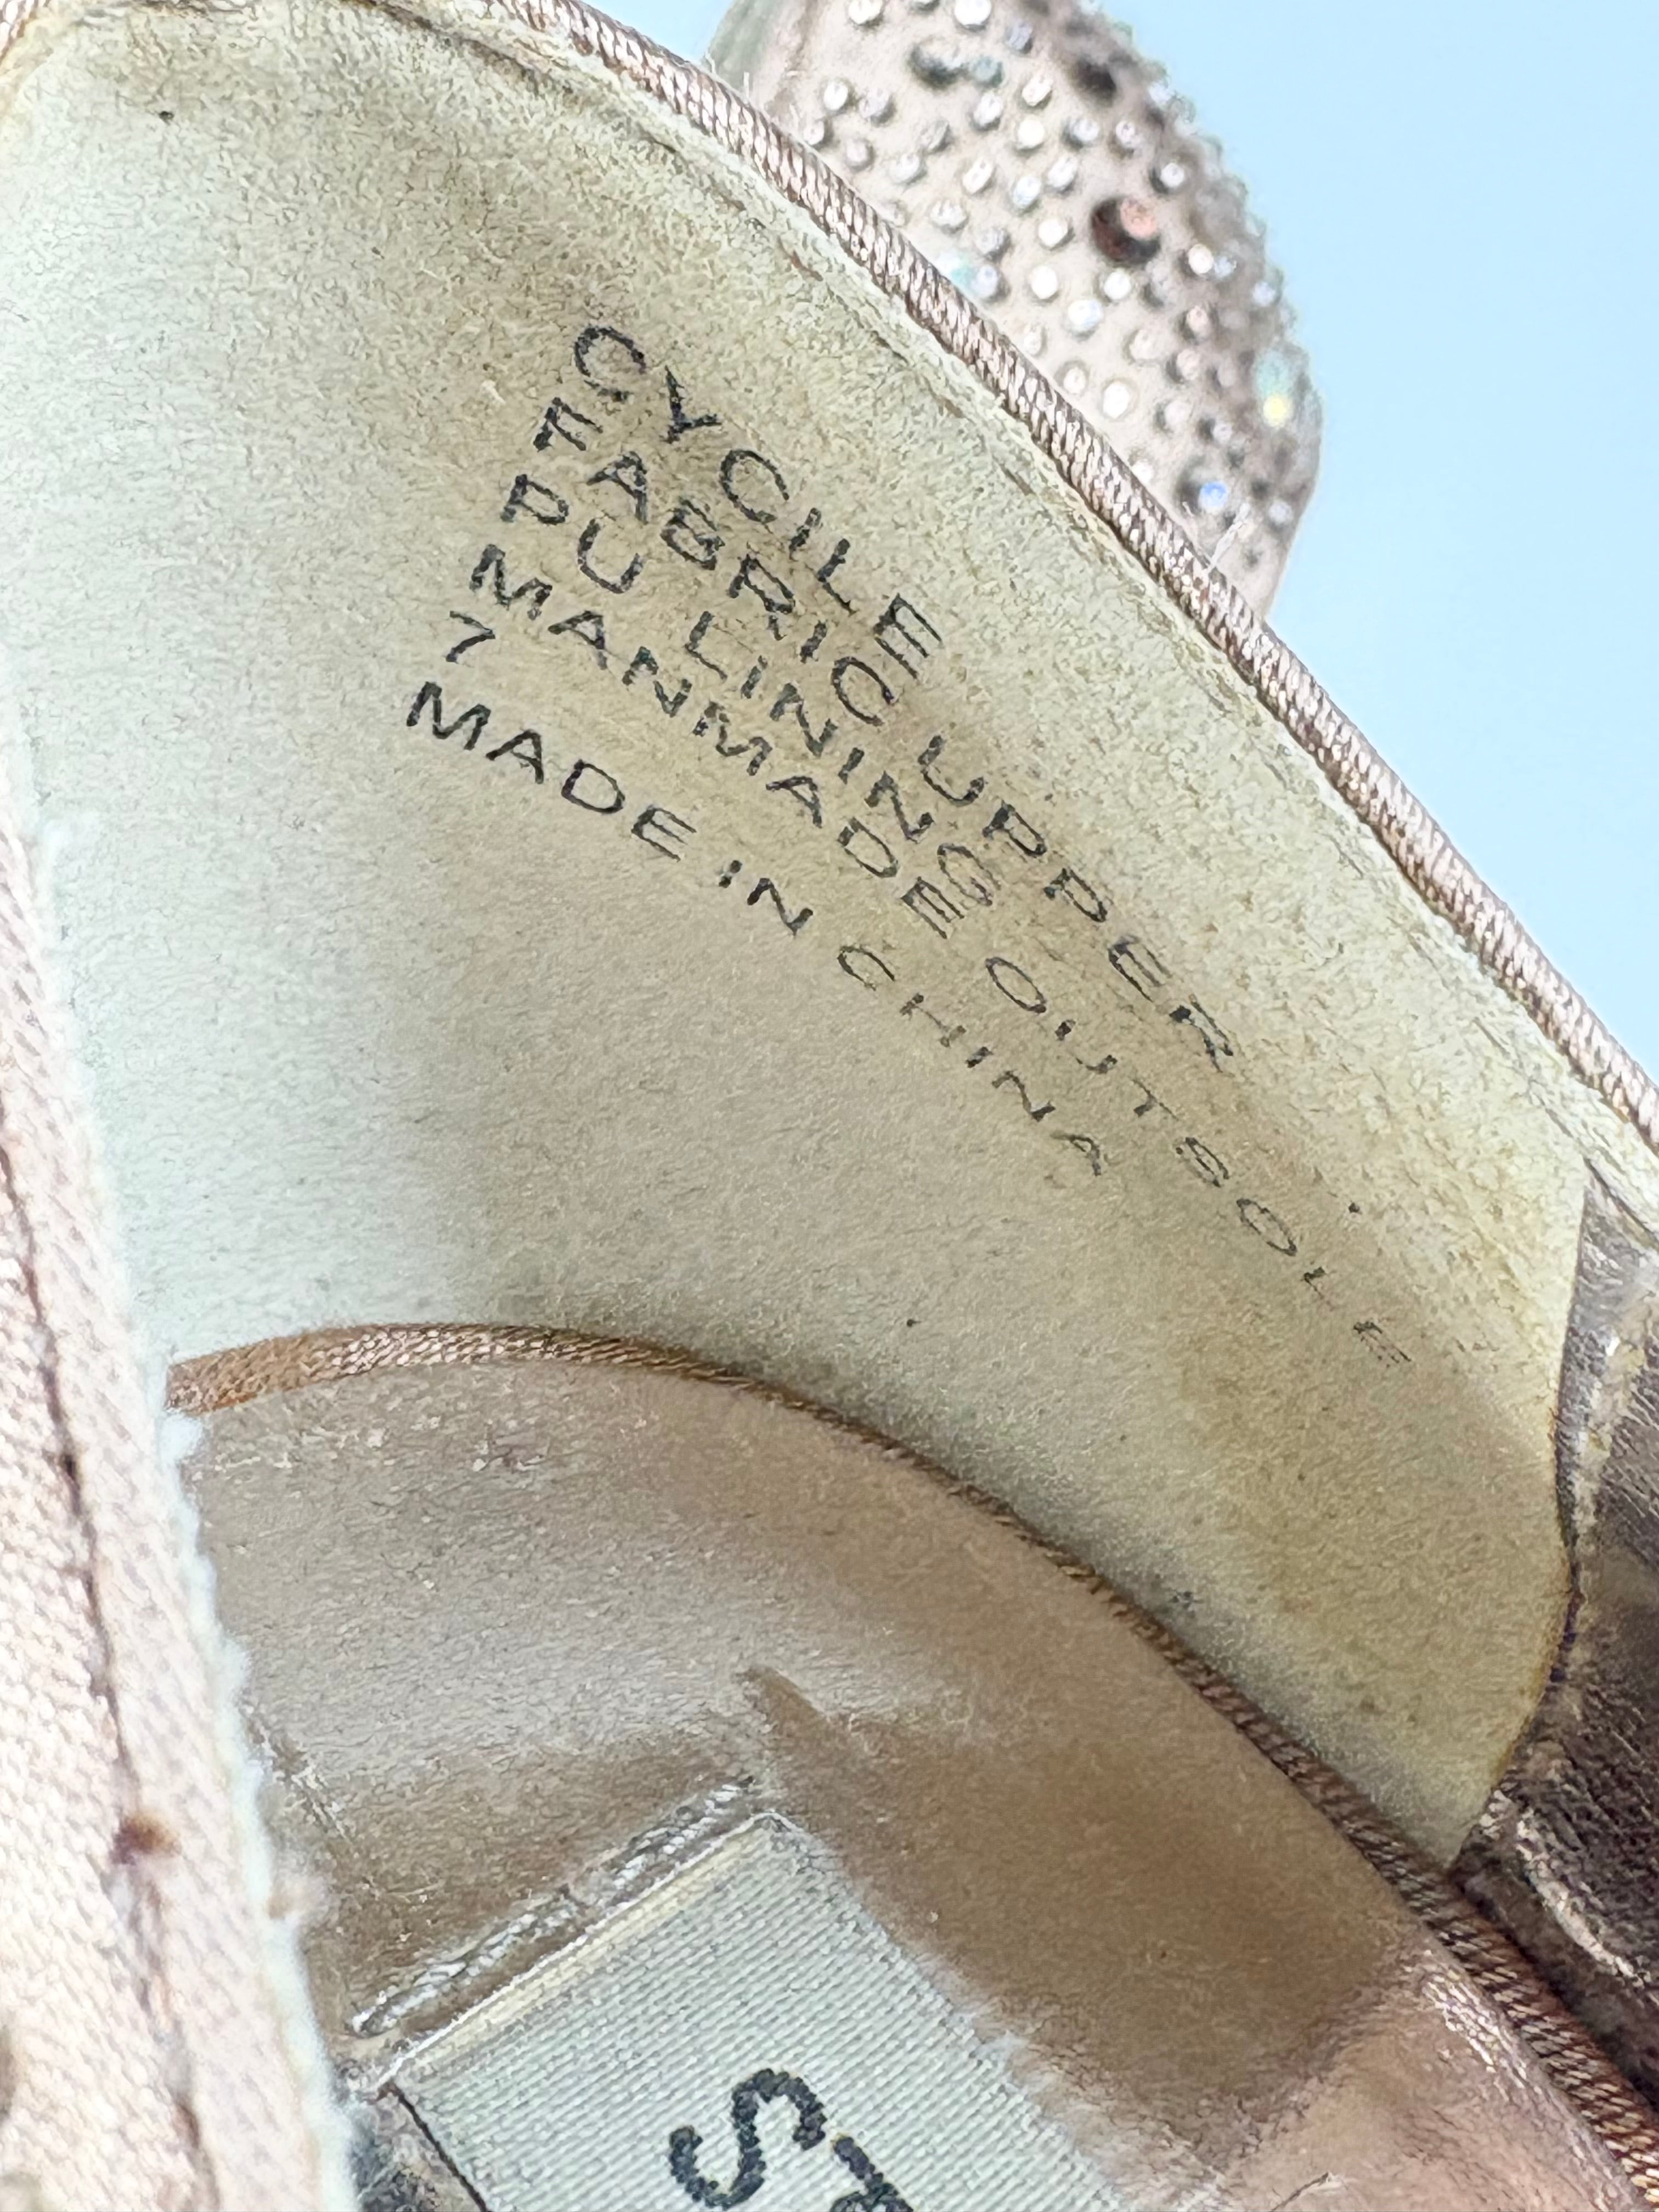 CYCILE
FABRIC UPPER
PU LINING
MANMADE OUTSOLE
7
MADE IN CHINA